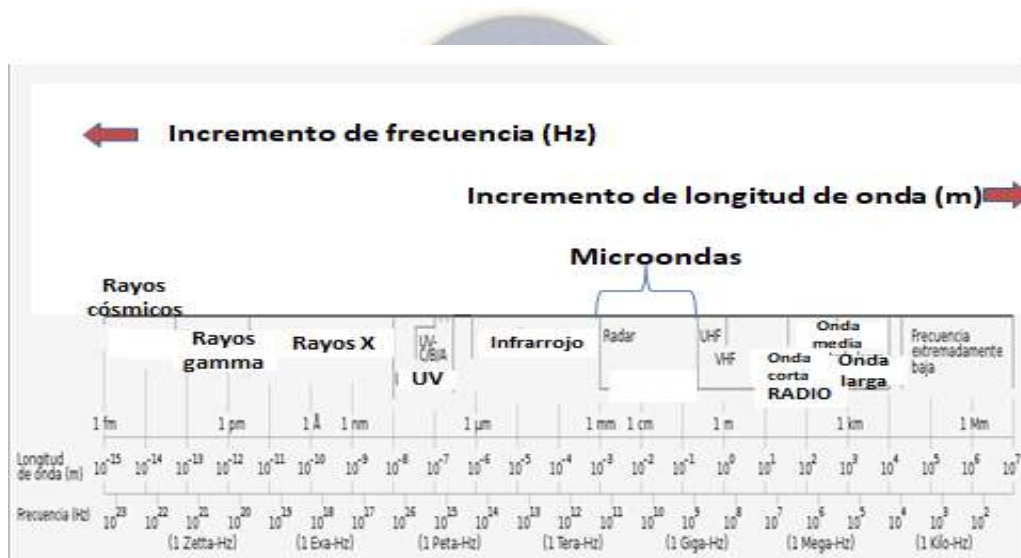 Incremento de frecuencia (Hz)
Incremento de longitud de onda (m)
Microondas
Rayos
cósmicos
Rayos
gamma
Rayos X
UV-
C/B/A
UV
Infrarrojo
Radar
UHF
VHF
Onda
media
Onda
corta
Onda
larga
RADIO
Frecuencia
extremadamente
baja
1 fm 1 pm 1 Å 1 nm 1 µm 1 mm 1 cm 1 m 1 km 1 Mm
Longitud
de onda (m)
10⁻¹⁵ 10⁻¹⁴ 10⁻¹³ 10⁻¹² 10⁻¹¹ 10⁻¹⁰ 10⁻⁹ 10⁻⁸ 10⁻⁷ 10⁻⁶ 10⁻⁵ 10⁻⁴ 10⁻³ 10⁻² 10⁻¹ 10⁰ 10¹ 10² 10³ 10⁴ 10⁵ 10⁶ 10⁷
Frecuencia (Hz)
10²³ 10²² 10²¹ 10²⁰ 10¹⁹ 10¹⁸ 10¹⁷ 10¹⁶ 10¹⁵ 10¹⁴ 10¹³ 10¹² 10¹¹ 10¹⁰ 10⁹ 10⁸ 10⁷ 10⁶ 10⁵ 10⁴ 10³ 10²
(1 Zetta-Hz) (1 Exa-Hz) (1 Peta-Hz) (1 Tera-Hz) (1 Giga-Hz) (1 Mega-Hz) (1 Kilo-Hz)